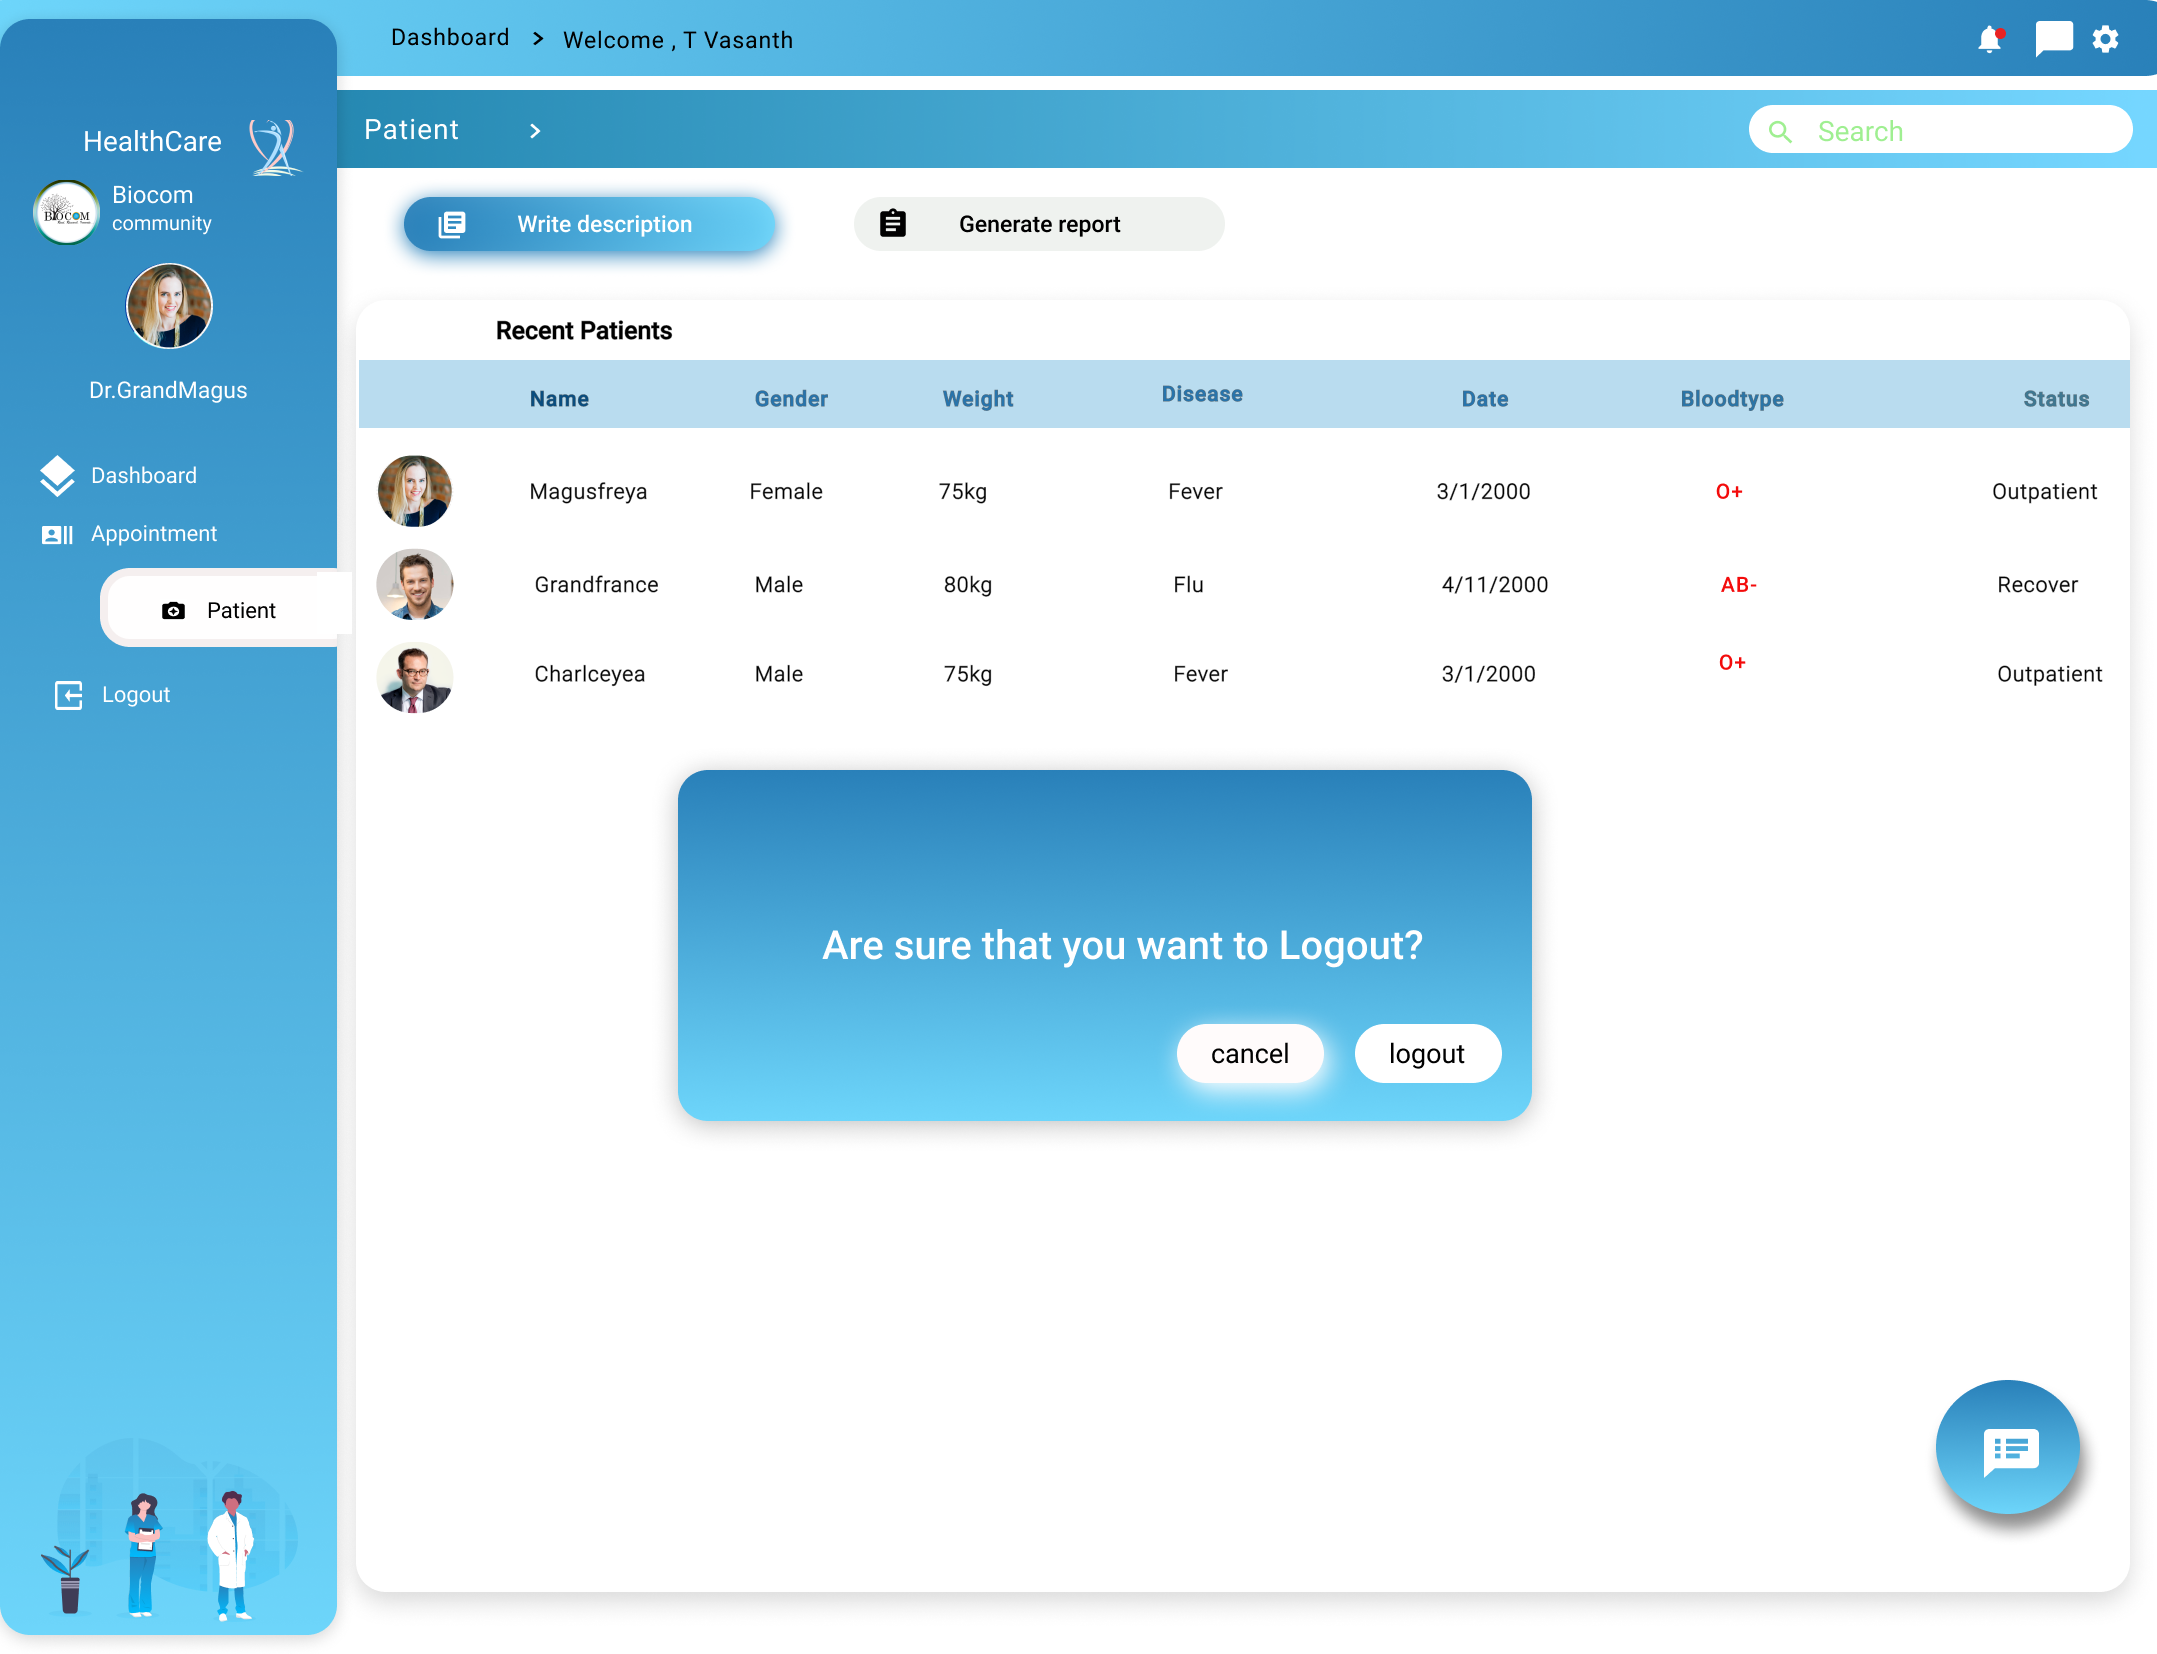 Dashboard > Welcome , T Vasanth
HealthCare
Biocom
community
BIOCOM
Dr.GrandMagus
Dashboard
Appointment
Patient
Logout
Patient >
Search
Write description
Generate report
Recent Patients
Name Gender Weight Disease Date Bloodtype Status
Magusfreya Female 75kg Fever 3/1/2000 O+ Outpatient
Grandfrance Male 80kg Flu 4/11/2000 AB- Recover
Charlceyea Male 75kg Fever 3/1/2000 O+ Outpatient
Are sure that you want to Logout?
cancel logout